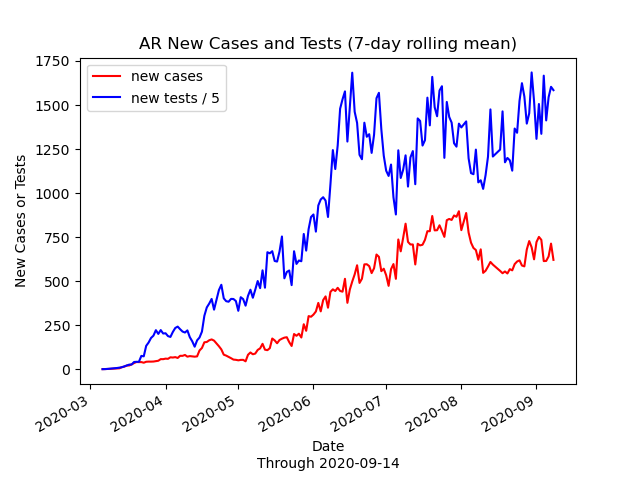 AR New Cases and Tests (7-day rolling mean)
new cases
new tests / 5
New Cases or Tests
1750
1500
1250
1000
750
500
250
0
2020-03
2020-04
2020-05
2020-06
2020-07
2020-08
2020-09
Date
Through 2020-09-14